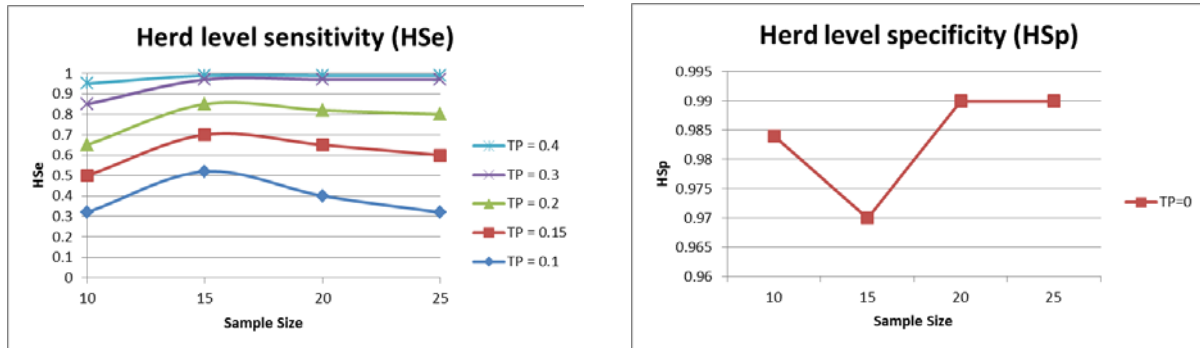 Herd level sensitivity (HSe)
1
0.9
0.8
0.7
0.6
0.5
0.4
0.3
0.2
0.1
0
HSe
10 15 20 25
Sample Size
TP = 0.4
TP = 0.3
TP = 0.2
TP = 0.15
TP = 0.1
Herd level specificity (HSp)
0.995
0.99
0.985
0.98
0.975
0.97
0.965
0.96
HSp
10 15 20 25
Sample Size
TP=0